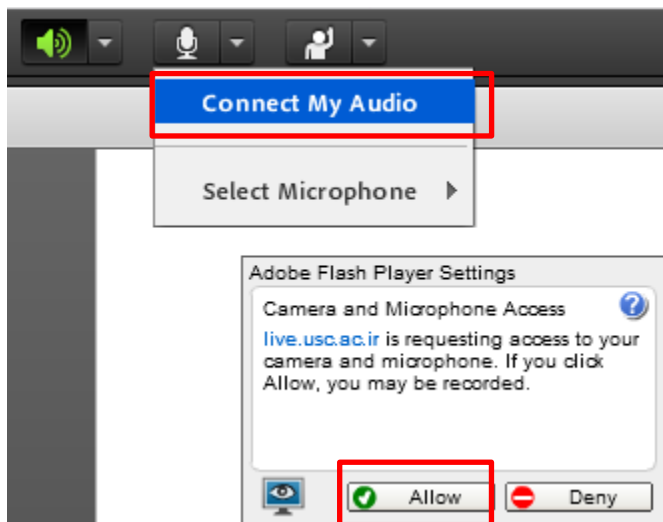 Connect My Audio
Select Microphone
Adobe Flash Player Settings
Camera and Microphone Access
live.usc.ac.ir is requesting access to your
camera and microphone. If you click
Allow, you may be recorded.
Allow
Deny